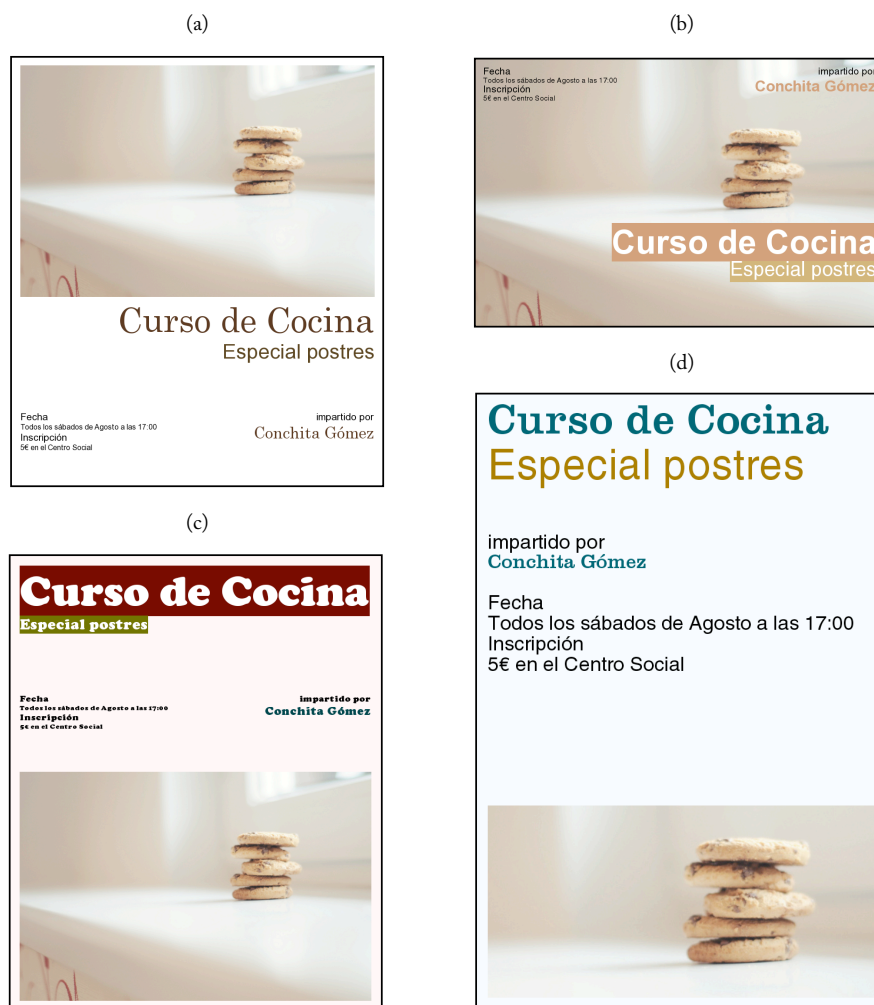 (a)
Curso de Cocina
Especial postres
Fecha
Todos los sábados de Agosto a las 17:00
Inscripción
5€ en el Centro Social
impartido por
Conchita Gómez
(b)
Fecha
Todos los sábados de Agosto a las 17:00
Inscripción
5€ en el Centro Social
impartido por
Conchita Gómez
Curso de Cocina
Especial postres
(c)
Curso de Cocina
Especial postres
Fecha
Todos los sábados de Agosto a las 17:00
Inscripción
5€ en el Centro Social
impartido por
Conchita Gómez
(d)
Curso de Cocina
Especial postres
impartido por
Conchita Gómez
Fecha
Todos los sábados de Agosto a las 17:00
Inscripción
5€ en el Centro Social